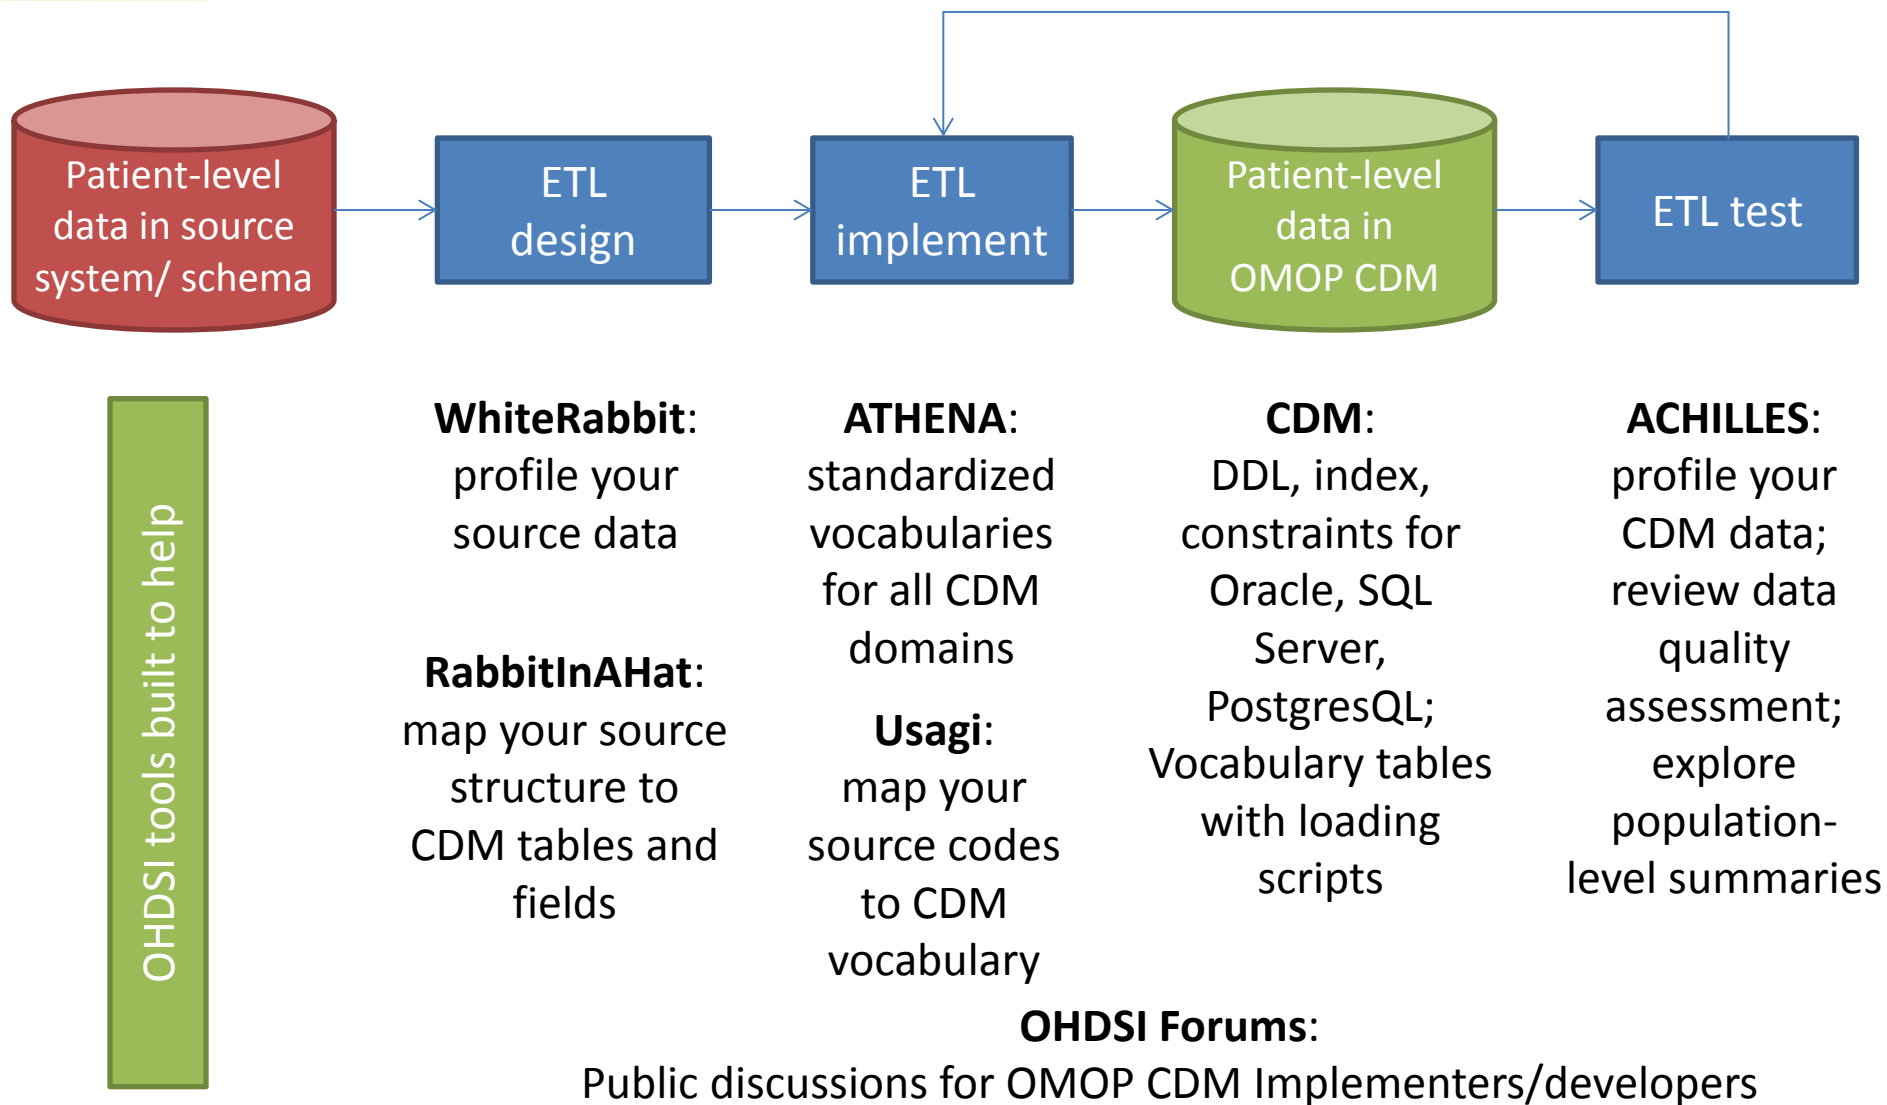 Patient-level
data in source
system/ schema
ETL
design
ETL
implement
Patient-level
data in
OMOP CDM
ETL test
OHDSI tools built to help
WhiteRabbit:
profile your
source data
RabbitInAHat:
map your source
structure to
CDM tables and
fields
ATHENA:
standardized
vocabularies
for all CDM
domains
Usagi:
map your
source codes
to CDM
vocabulary
CDM:
DDL, index,
constraints for
Oracle, SQL
Server,
PostgresQL;
Vocabulary tables
with loading
scripts
ACHILLES:
profile your
CDM data;
review data
quality
assessment;
explore
population-
level summaries
OHDSI Forums:
Public discussions for OMOP CDM Implementers/developers